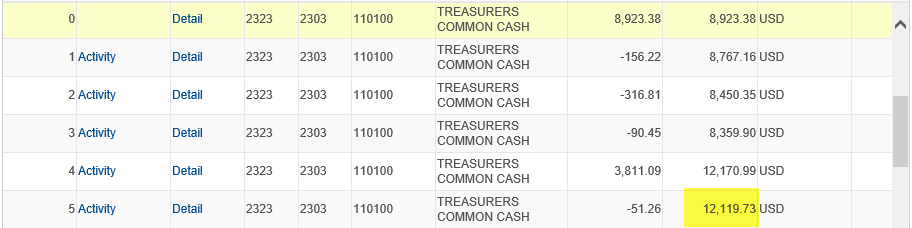 0 Detail 2323 2303 110100 TREASURERS COMMON CASH 8,923.38 8,923.38 USD
1 Activity Detail 2323 2303 110100 TREASURERS COMMON CASH -156.22 8,767.16 USD
2 Activity Detail 2323 2303 110100 TREASURERS COMMON CASH -316.81 8,450.35 USD
3 Activity Detail 2323 2303 110100 TREASURERS COMMON CASH -90.45 8,359.90 USD
4 Activity Detail 2323 2303 110100 TREASURERS COMMON CASH 3,811.09 12,170.99 USD
5 Activity Detail 2323 2303 110100 TREASURERS COMMON CASH -51.26 12,119.73 USD